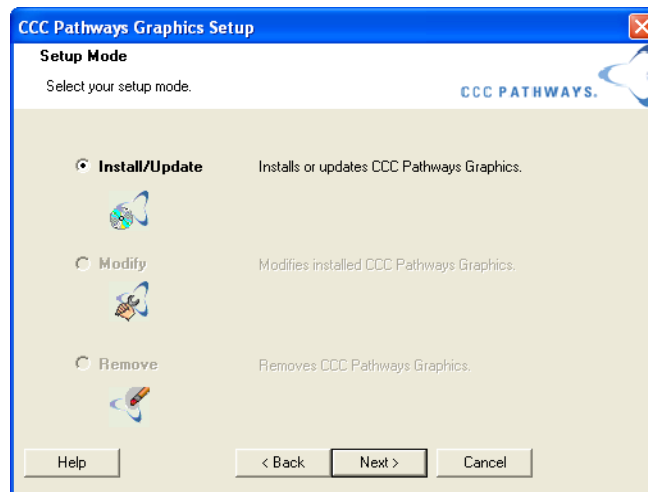 CCC Pathways Graphics Setup
Setup Mode
Select your setup mode.
CCC PATHWAYS.
Install/Update Installs or updates CCC Pathways Graphics.
Modify Modifies installed CCC Pathways Graphics.
Remove Removes CCC Pathways Graphics.
Help < Back Next > Cancel